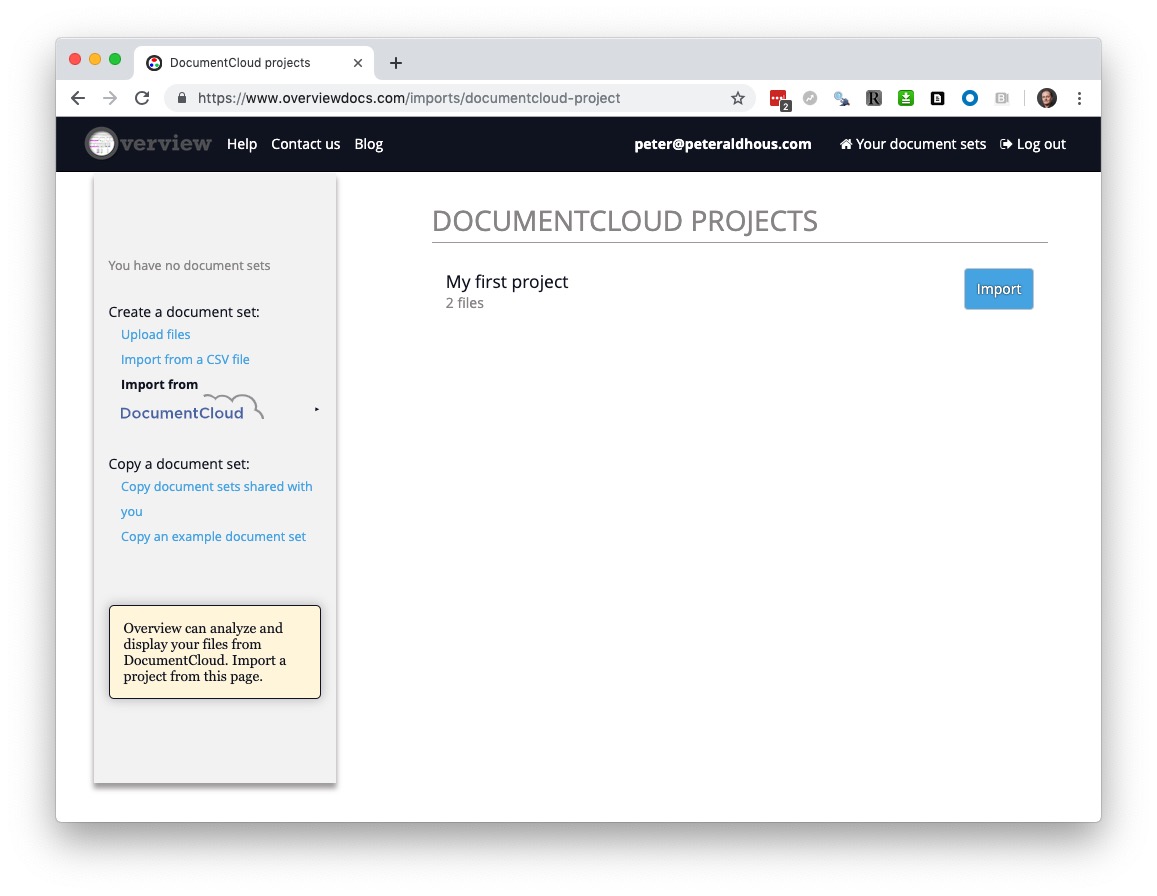 DocumentCloud projects
https://www.overviewdocs.com/imports/documentcloud-project
2
R
B
B
Overview Help Contact us Blog peter@peteraldhous.com Your document sets Log out
You have no document sets
Create a document set:
Upload files
Import from a CSV file
Import from
DocumentCloud
Copy a document set:
Copy document sets shared with
you
Copy an example document set
Overview can analyze and
display your files from
DocumentCloud. Import a
project from this page.
DOCUMENTCLOUD PROJECTS
My first project
2 files
Import